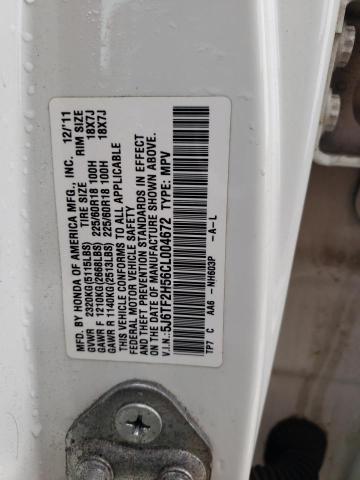 MFD. BY HONDA OF AMERICA MFG., INC. 12/'11
TIRE SIZE RIM SIZE
GVWR 2320KG(5115LBS)
GAWR F 1210KG(2668LBS) 225/60R18 100H 18X7J
GAWR R 1140KG(2513LBS) 225/60R18 100H 18X7J
THIS VEHICLE CONFORMS TO ALL APPLICABLE
FEDERAL MOTOR VEHICLE SAFETY
AND THEFT PREVENTION STANDARDS IN EFFECT
ON THE DATE OF MANUFACTURE SHOWN ABOVE.
V.I.N.: 5J6TF2H56CL004672 TYPE: MPV
TP7 C AA6 -NH603P -A-L